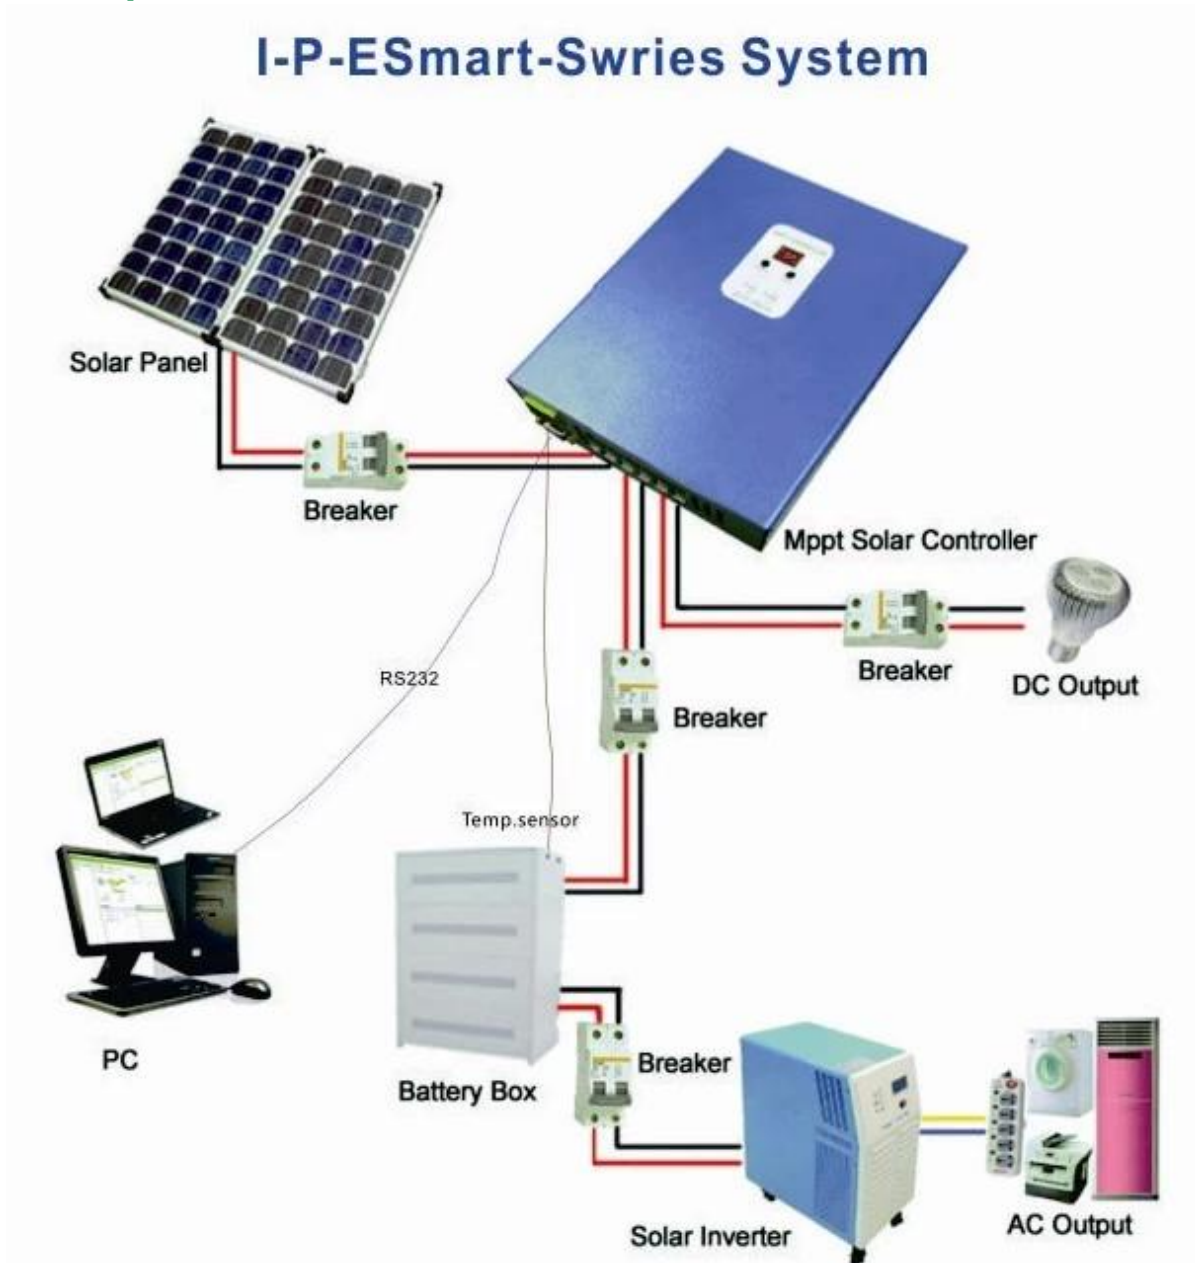 I-P-ESmart-Swries System
Solar Panel
Breaker
Mppt Solar Controller
Breaker
DC Output
RS232
Breaker
Temp.sensor
PC
Battery Box
Breaker
Solar Inverter
AC Output